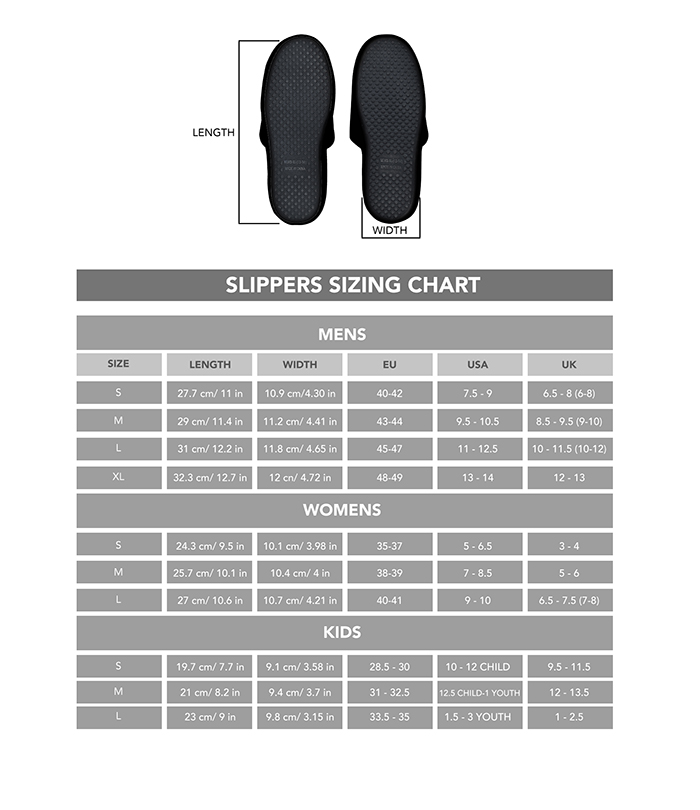 LENGTH
WIDTH
SLIPPERS SIZING CHART
MENS
SIZE LENGTH WIDTH EU USA UK
S 27.7 cm/ 11 in 10.9 cm/4.30 in 40-42 7.5 - 9 6.5 - 8 (6-8)
M 29 cm/ 11.4 in 11.2 cm/ 4.41 in 43-44 9.5 - 10.5 8.5 - 9.5 (9-10)
L 31 cm/ 12.2 in 11.8 cm/ 4.65 in 45-47 11 - 12.5 10 - 11.5 (10-12)
XL 32.3 cm/ 12.7 in 12 cn/ 4.72 in 48-49 13 - 14 12 - 13
WOMENS
S 24.3 cm/ 9.5 in 10.1 cm/ 3.98 in 35-37 5 - 6.5 3 - 4
M 25.7 cm/ 10.1 in 10.4 cm/ 4 in 38-39 7 - 8.5 5 - 6
L 27 cm/ 10.6 in 10.7 cm/ 4.21 in 40-41 9 - 10 6.5 - 7.5 (7-8)
KIDS
S 19.7 cm/ 7.7 in 9.1 cm/ 3.58 in 28.5 - 30 10 - 12 CHILD 9.5 - 11.5
M 21 cm/ 8.2 in 9.4 cm/ 3.7 in 31 - 32.5 12.5 CHILD-1 YOUTH 12 - 13.5
L 23 cm/ 9 in 9.8 cm/ 3.15 in 33.5 - 35 1.5 - 3 YOUTH 1 - 2.5